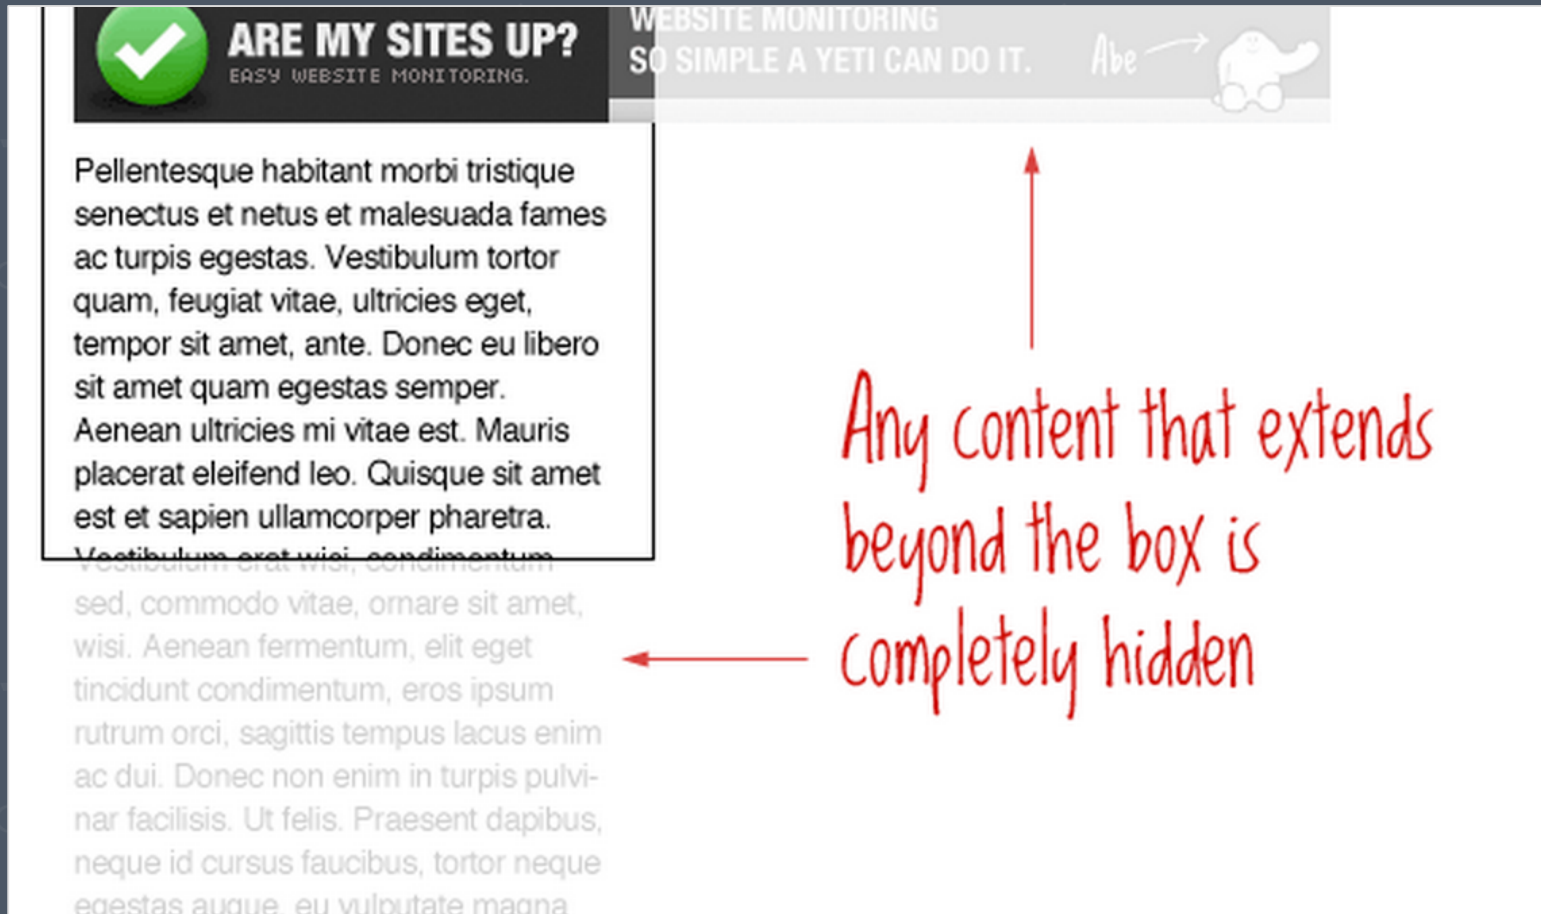 ARE MY SITES UP?
EASY WEBSITE MONITORING.
WEBSITE MONITORING
SO SIMPLE A YETI CAN DO IT.
Abe
Pellentesque habitant morbi tristique
senectus et netus et malesuada fames
ac turpis egestas. Vestibulum tortor
quam, feugiat vitae, ultricies eget,
tempor sit amet, ante. Donec eu libero
sit amet quam egestas semper.
Aenean ultricies mi vitae est. Mauris
placerat eleifend leo. Quisque sit amet
est et sapien ullamcorper pharetra.
Vestibulum erat wisi, condimentum
sed, commodo vitae, ornare sit amet,
wisi. Aenean fermentum, elit eget
tincidunt condimentum, eros ipsum
rutrum orci, sagittis tempus lacus enim
ac dui. Donec non enim in turpis pulvi-
nar facilisis. Ut felis. Praesent dapibus,
neque id cursus faucibus, tortor neque
egestas augue, eu vulputate magna
Any content that extends
beyond the box is
completely hidden